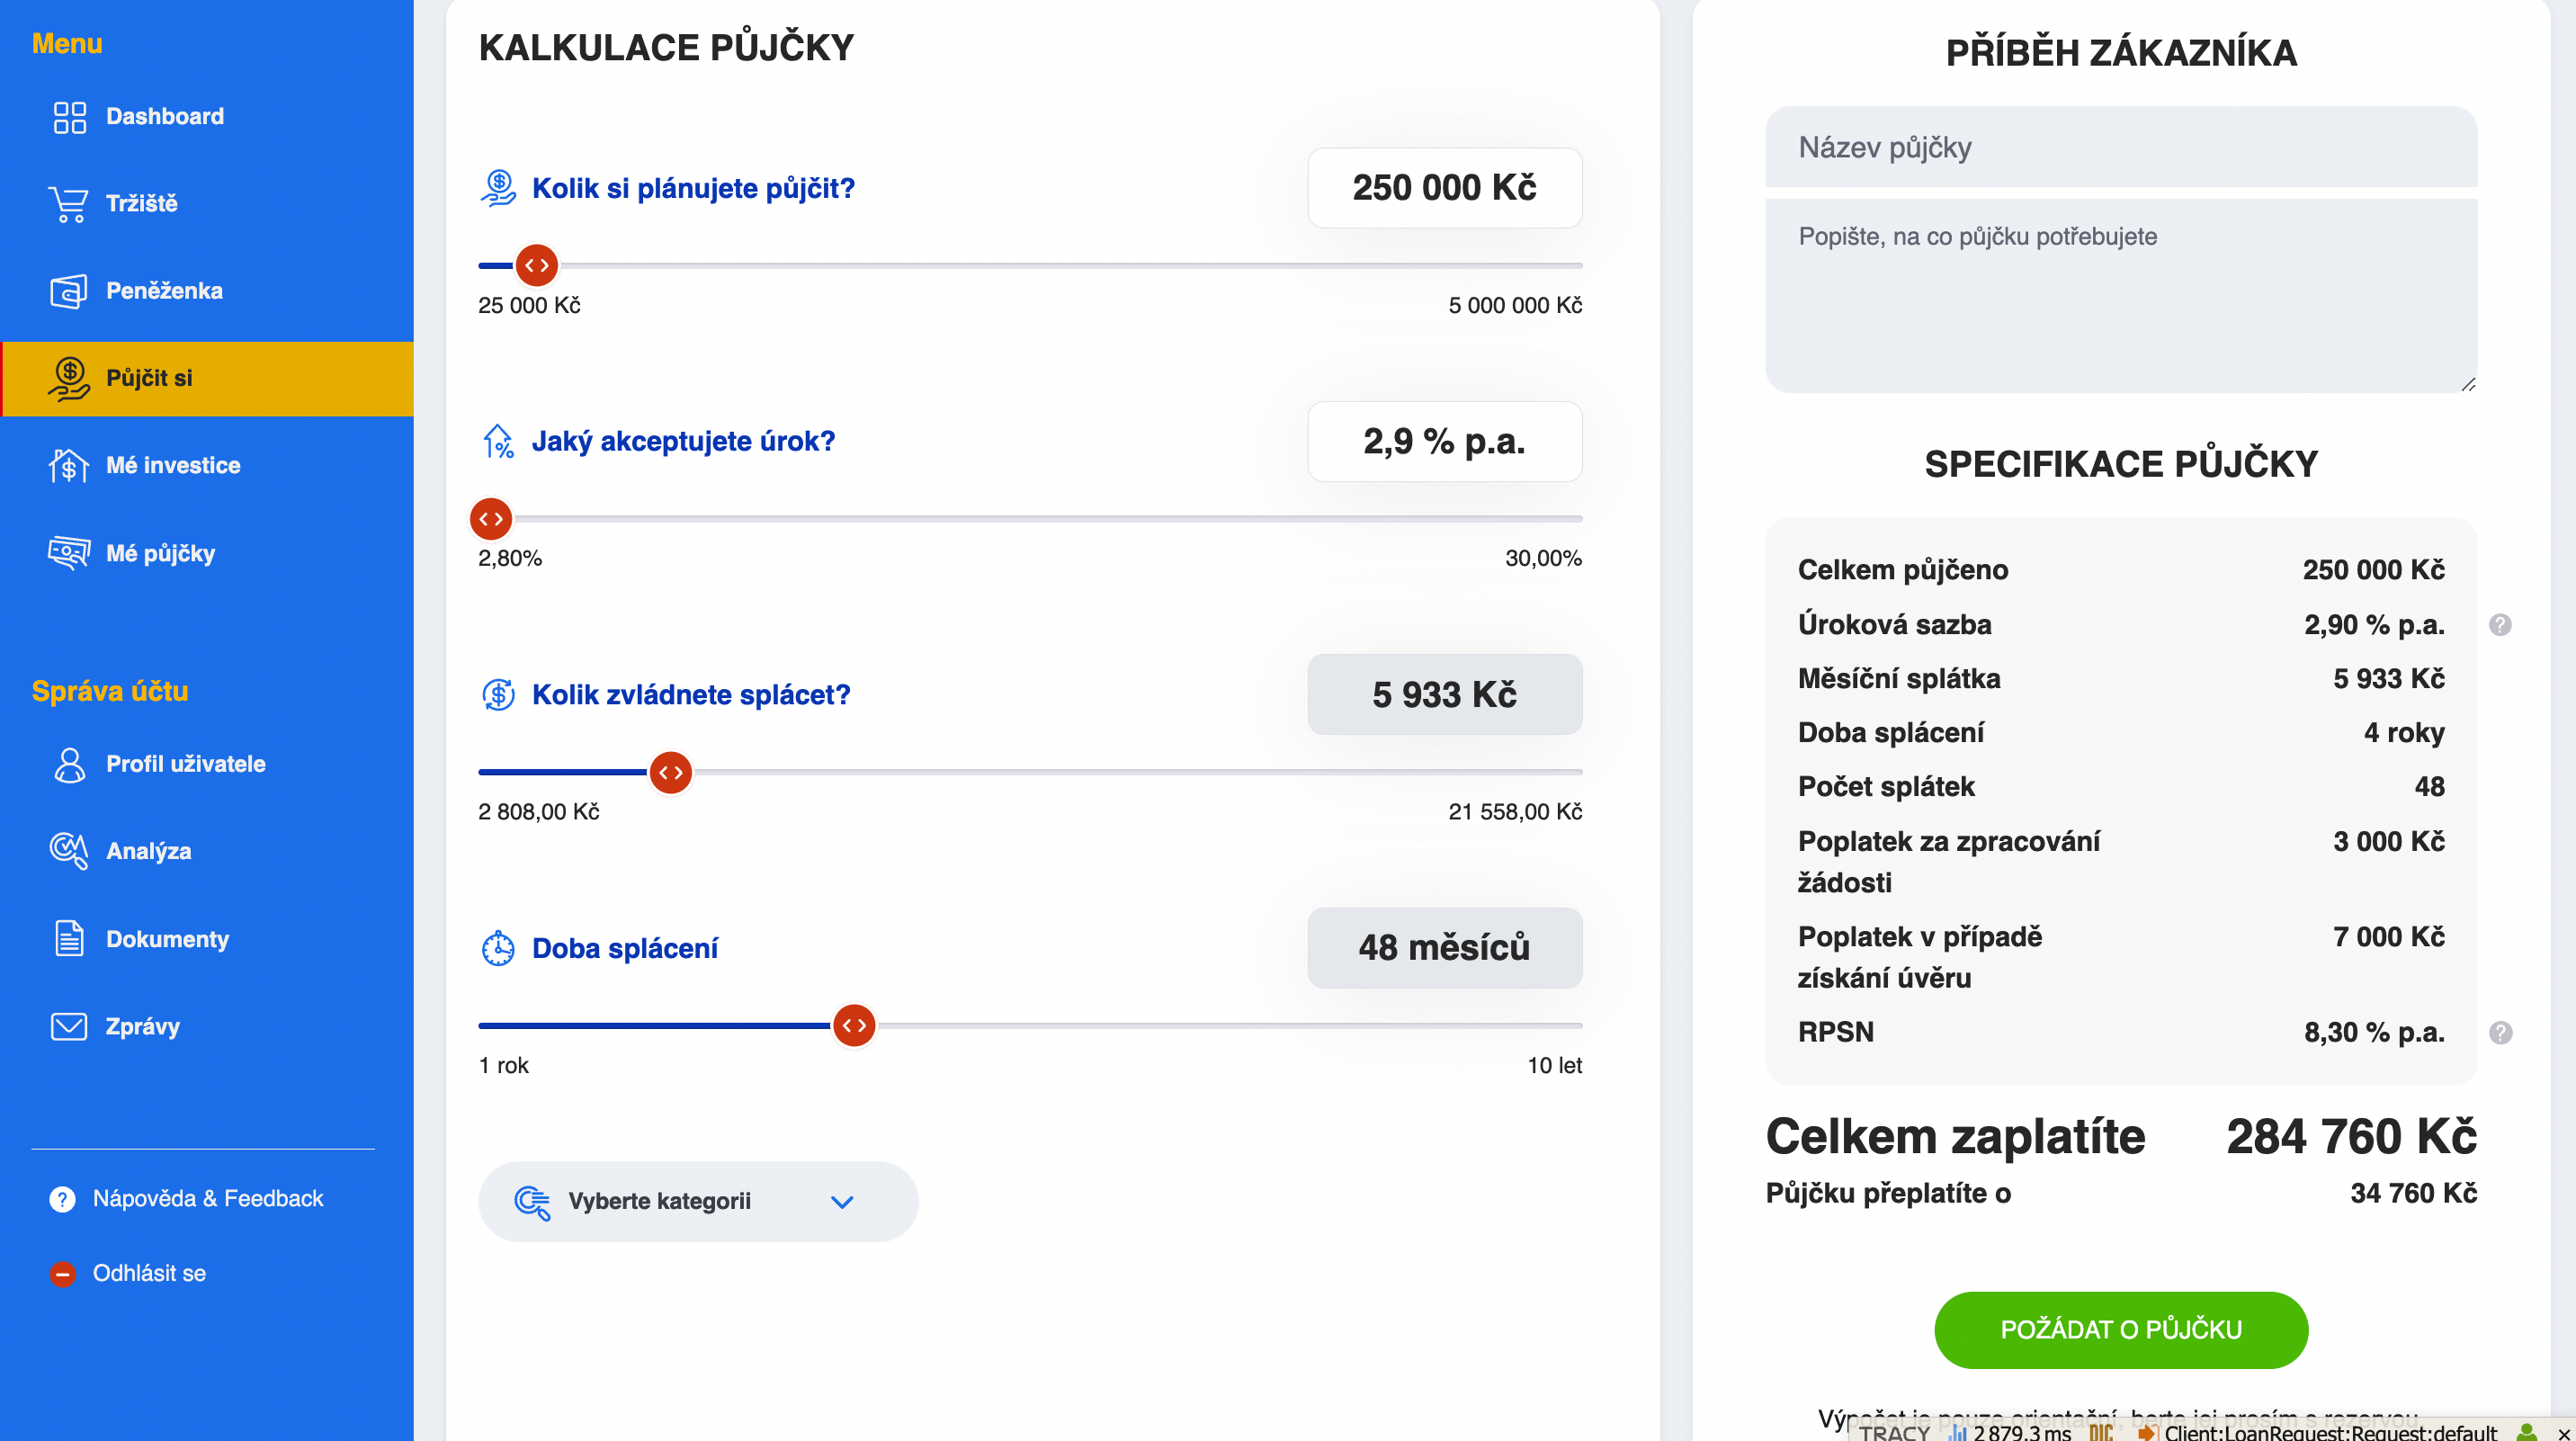 Menu
Dashboard
Tržiště
Peněženka
Půjčit si
Mé investice
Mé půjčky
Správa účtu
Profil uživatele
Analýza
Dokumenty
Zprávy
Nápověda & Feedback
Odhlásit se
KALKULACE PŮJČKY
Kolik si plánujete půjčit?
250 000 Kč
25 000 Kč
5 000 000 Kč
Jaký akceptujete úrok?
2,9 % p.a.
2,80%
30,00%
Kolik zvládnete splácet?
5 933 Kč
2 808,00 Kč
21 558,00 Kč
Doba splácení
48 měsíců
1 rok
10 let
Vyberte kategorii
PŘÍBĚH ZÁKAZNÍKA
Název půjčky
Popište, na co půjčku potřebujete
SPECIFIKACE PŮJČKY
Celkem půjčeno 250 000 Kč
Úroková sazba 2,90 % p.a.
Měsíční splátka 5 933 Kč
Doba splácení 4 roky
Počet splátek 48
Poplatek za zpracování 3 000 Kč
žádosti
Poplatek v případě 7 000 Kč
získání úvěru
RPSN 8,30 % p.a.
Celkem zaplatíte 284 760 Kč
Půjčku přeplatíte o 34 760 Kč
POŽÁDAT O PŮJČKU
Výpočet je pouze orientační, berte jej prosím s rezervou.
TRACY 2 879.3 ms DIC Client:LoanRequest:Request:default